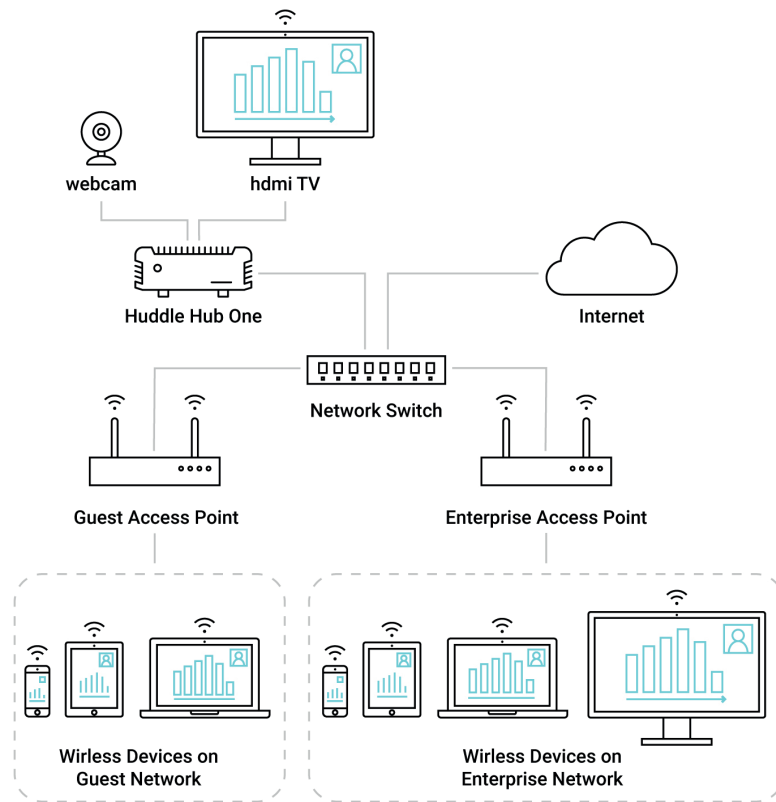 webcam
hdmi TV
Huddle Hub One
Internet
Network Switch
Guest Access Point
Enterprise Access Point
Wirless Devices on
Guest Network
Wirless Devices on
Enterprise Network